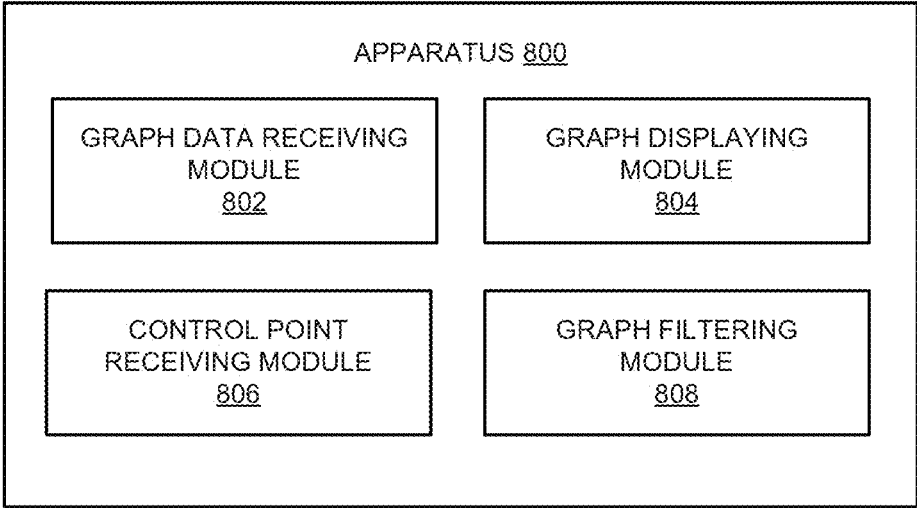 APPARATUS 800
GRAPH DATA RECEIVING
MODULE
802
GRAPH DISPLAYING
MODULE
804
CONTROL POINT
RECEIVING MODULE
806
GRAPH FILTERING
MODULE
808